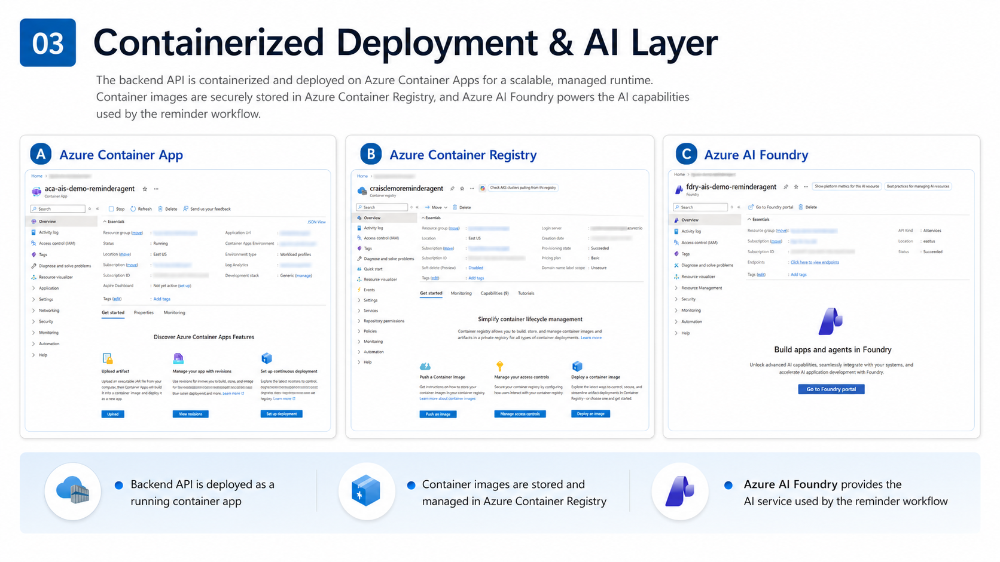 03
Containerized Deployment & AI Layer
The backend API is containerized and deployed on Azure Container Apps for a scalable, managed runtime.
Container images are securely stored in Azure Container Registry, and Azure AI Foundry powers the AI capabilities
used by the reminder workflow.
A
Azure Container App
Home >
aca-ais-demo-reminderagent
Container App
Search
Stop
Refresh
Delete
Send us your feedback
Overview
Activity log
Access control (IAM)
Tags
Diagnose and solve problems
Resource visualizer
Application
Settings
Networking
Security
Monitoring
Automation
Help
Essentials
JSON View
Resource group (move) :
Status : Running
Location (move) : East US
Subscription (move) :
Subscription ID :
Aspire Dashboard : Not yet active (set up)
Tags (edit) : Add tags
Application Url :
Container Apps Environment :
Environment type : Workload profiles
Log Analytics :
Development stack : Generic (manage)
Get started
Properties
Monitoring
Discover Azure Container Apps Features
Upload artifact
Upload an executable JAR file from your
computer, then Container Apps will build
it into a container image and deploy it
as a new app
Upload
Manage your app with revisions
Use revisions for
you to build, store, and
blue
deployment and more. Learn more
View revisions
Set up continuous deployment
Explore the latest
to control,
registry. Learn more
Set up deployment
B
Azure Container Registry
Home >
craisdemoreminderagent
Container registry
Check AKS clusters pulling from this registry
Search
Move
Delete
Overview
Activity log
Access control (IAM)
Tags
Diagnose and solve problems
Quick start
Resource visualizer
Events
Settings
Services
Repository permissions
Policies
Monitoring
Automation
Help
Essentials
Resource group (move) :
Location : East US
Subscription (move) :
Subscription ID :
Soft delete (Preview) : Disabled
Tags (edit) : Add tags
Login server : azurecr.io
Creation date :
Provisioning state : Succeeded
Pricing plan : Basic
Domain name label scope : Unsecure
Get started
Monitoring
Capabilities (9)
Tutorials
Simplify container lifecycle management
Container registry allows you to build, store, and manage container images and
artifacts in a private registry for all types of container deployments. Learn more
Push a Container Image
Get instructions on how to store your
container images in your container registry.
Learn more about container images
Push an image
Manage your access controls
Secure your container registry by configuring
how users interact with your container registry.
Manage access controls
Deploy a container image
Explore the latest ways to control, secure, and
streamline artifact deployments in Container
Registry - or choose one and get started.
Deploy an image
C
Azure AI Foundry
Home >
fdry-ais-demo-reminderagent
Foundry
Show platform metrics for this AI resource
Best practices for managing AI resources
Search
Go to Foundry portal
Delete
Overview
Activity log
Access control (IAM)
Tags
Diagnose and solve problems
Resource visualizer
Resource Management
Security
Monitoring
Automation
Help
Essentials
Resource group (move) :
Subscription (move) :
Subscription ID :
Endpoints : Click here to view endpoints
Tags (edit) : Add tags
API Kind : AIServices
Location : eastus
Status : Succeeded
Build apps and agents in Foundry
Unlock advanced AI capabilities, seamlessly integrate with your systems, and
accelerate AI application development with Foundry.
Go to Foundry portal
Backend API is deployed as a
running container app
Container images are stored and
managed in Azure Container Registry
Azure AI Foundry provides the
AI service used by the reminder workflow